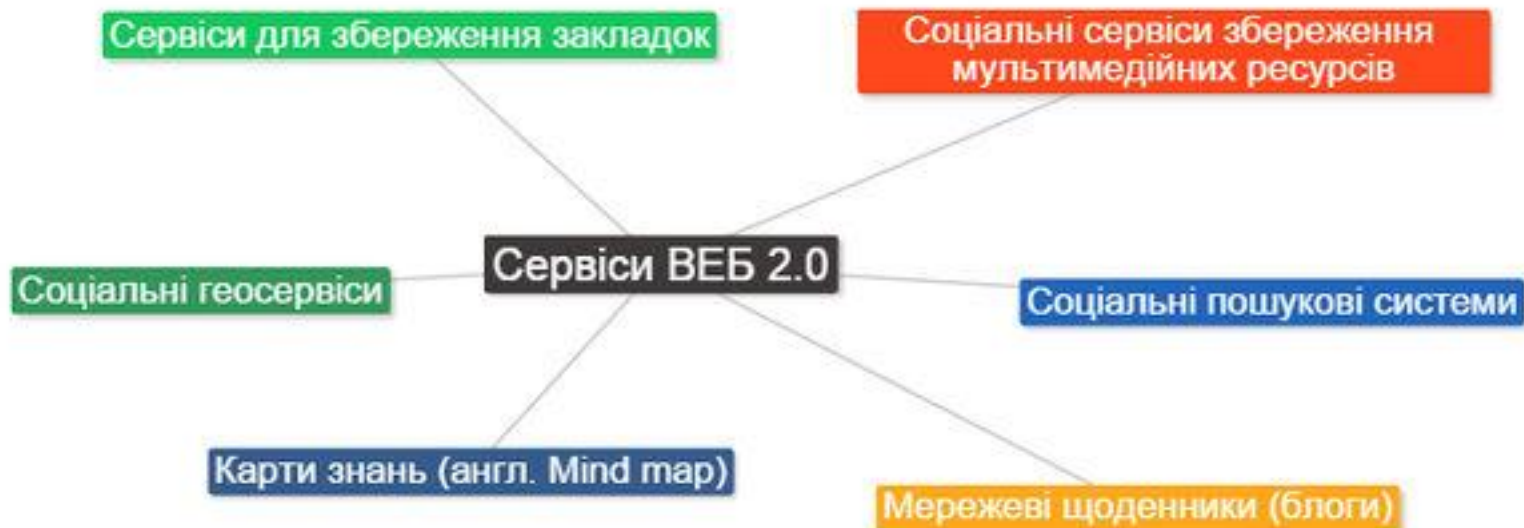 Сервіси для збереження закладок
Соціальні сервіси збереження
мультимедійних ресурсів
Сервіси ВЕБ 2.0
Соціальні геосервіси
Соціальні пошукові системи
Карти знань (англ. Mind map)
Мережеві щоденники (блоги)